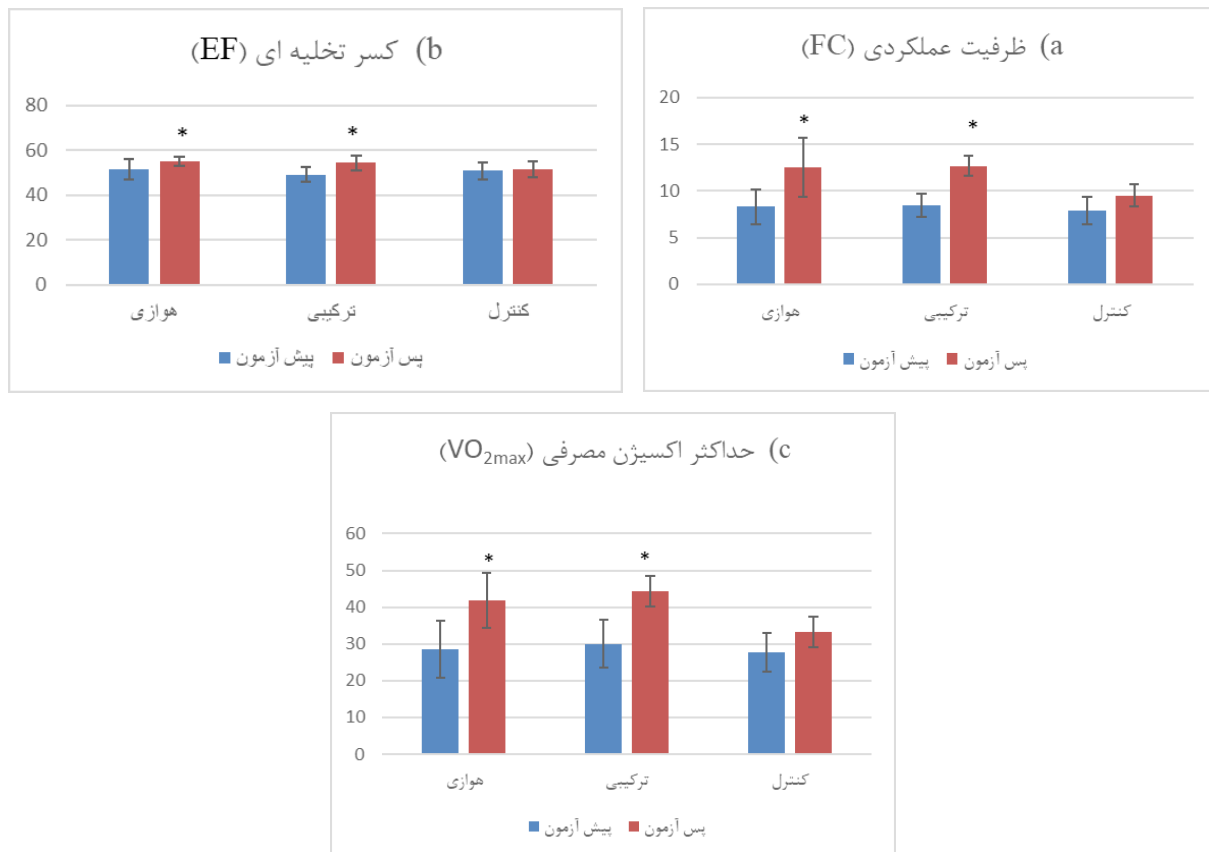 a) ظرفیت عملکردی (FC)
*
*
20
15
10
5
0
هوازی
ترکیبی
کنترل
پیش آزمون
پس آزمون
b) کسر تخلیه ای (EF)
*
*
80
60
40
20
0
هوازی
ترکیبی
کنترل
پیش آزمون
پس آزمون
c) حداکثر اکسیژن مصرفی (VO2max)
*
*
60
50
40
30
20
10
0
هوازی
ترکیبی
کنترل
پیش آزمون
پس آزمون